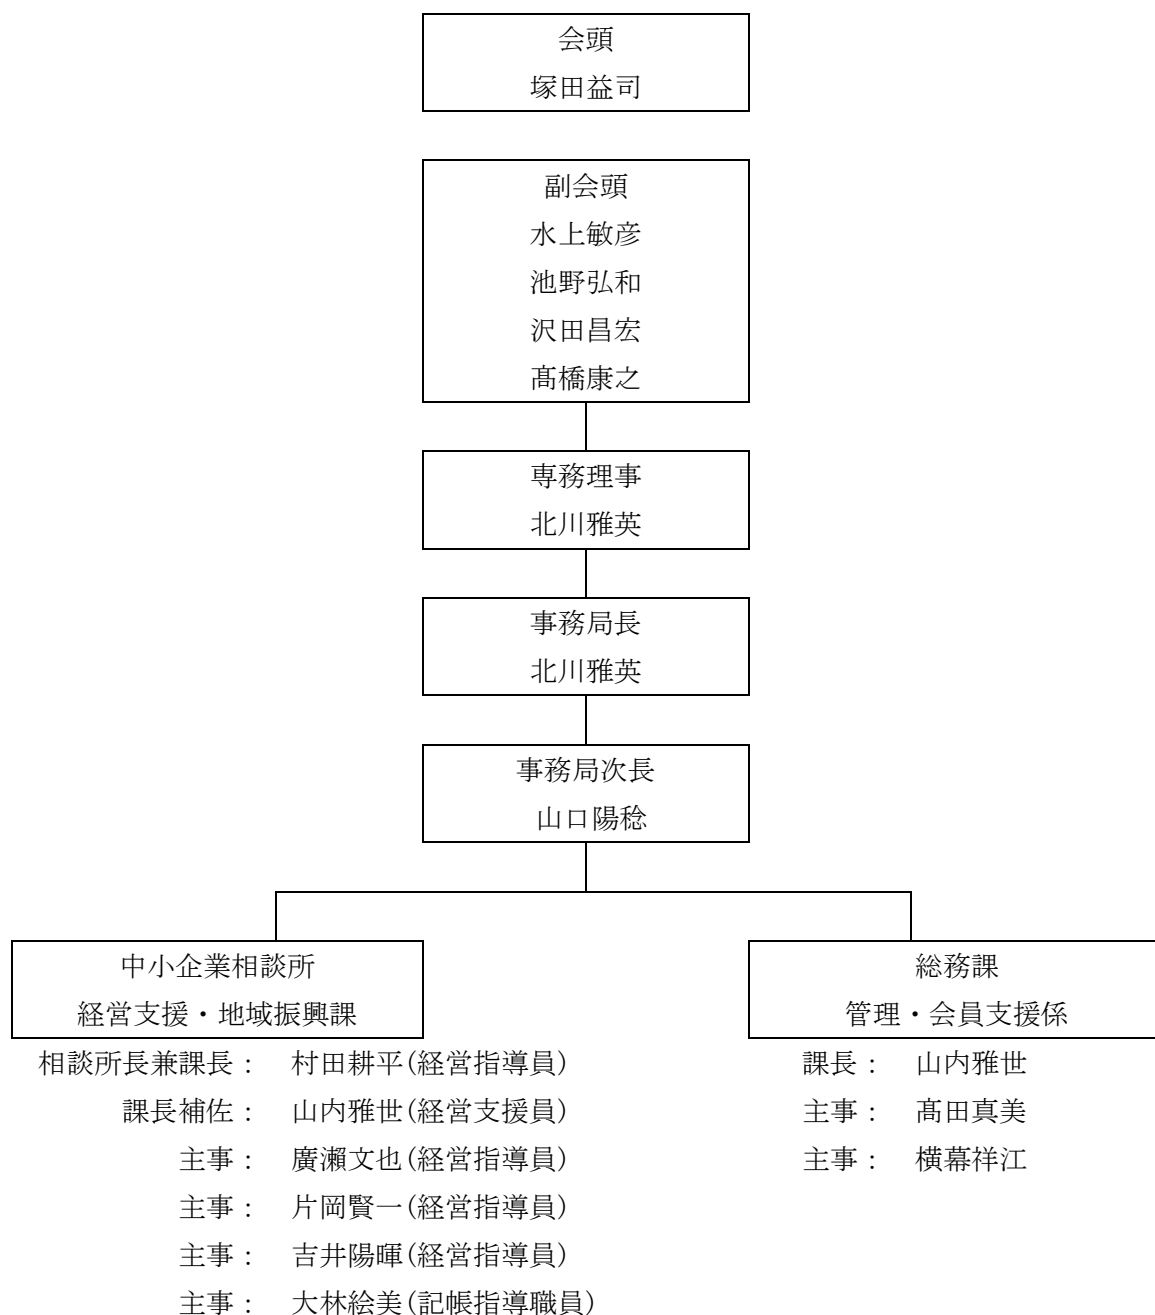 会頭
塚田益司
副会頭
水上敏彦
池野弘和
沢田昌宏
髙橋康之
専務理事
北川雅英
事務局長
北川雅英
事務局次長
山口陽稔
中小企業相談所
経営支援・地域振興課
相談所長兼課長： 村田耕平(経営指導員)
課長補佐： 山内雅世(経営支援員)
主事： 廣瀬文也(経営指導員)
主事： 片岡賢一(経営指導員)
主事： 吉井陽暉(経営指導員)
主事： 大林絵美(記帳指導職員)
総務課
管理・会員支援係
課長： 山内雅世
主事： 髙田真美
主事： 横幕祥江